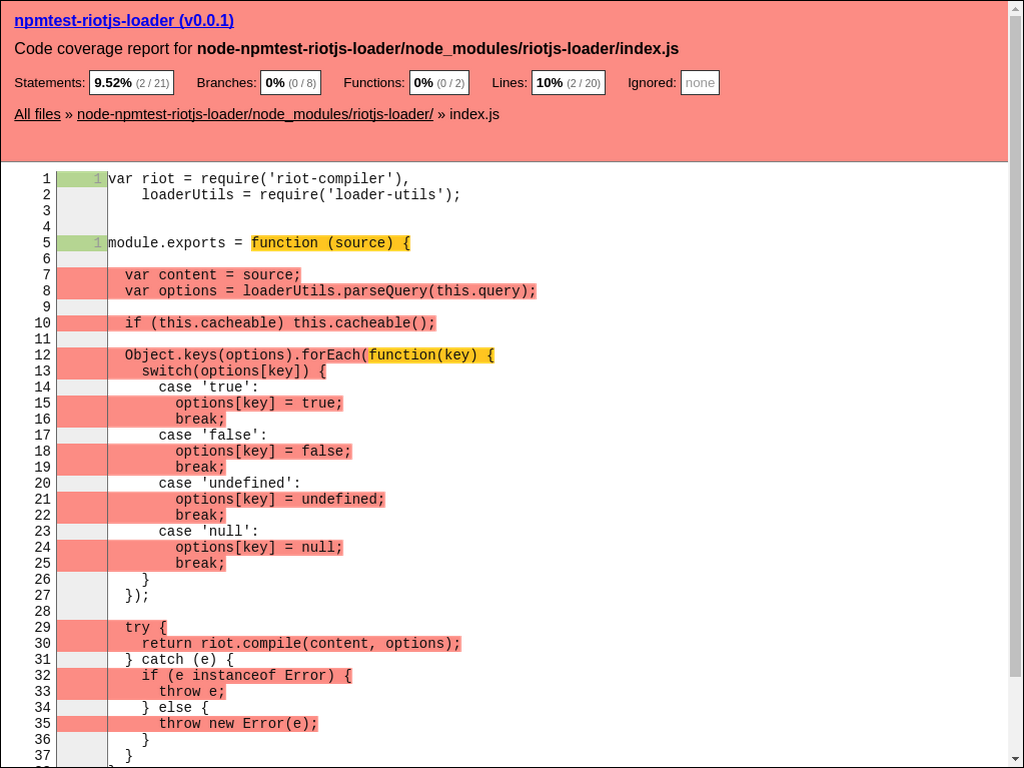 npmtest-riotjs-loader (v0.0.1)
Code coverage report for node-npmtest-riotjs-loader/node_modules/riotjs-loader/index.js
Statements: 9.52% (2 / 21) Branches: 0% (0 / 8) Functions: 0% (0 / 2) Lines: 10% (2 / 20) Ignored: none
All files » node-npmtest-riotjs-loader/node_modules/riotjs-loader/ » index.js
1 1 var riot = require('riot-compiler'),
2     loaderUtils = require('loader-utils');
3
4
5 1 module.exports = function (source) {
6
7   var content = source;
8   var options = loaderUtils.parseQuery(this.query);
9
10   if (this.cacheable) this.cacheable();
11
12   Object.keys(options).forEach(function(key) {
13     switch(options[key]) {
14       case 'true':
15         options[key] = true;
16         break;
17       case 'false':
18         options[key] = false;
19         break;
20       case 'undefined':
21         options[key] = undefined;
22         break;
23       case 'null':
24         options[key] = null;
25         break;
26     }
27   });
28
29   try {
30     return riot.compile(content, options);
31   } catch (e) {
32     if (e instanceof Error) {
33       throw e;
34     } else {
35       throw new Error(e);
36     }
37   }